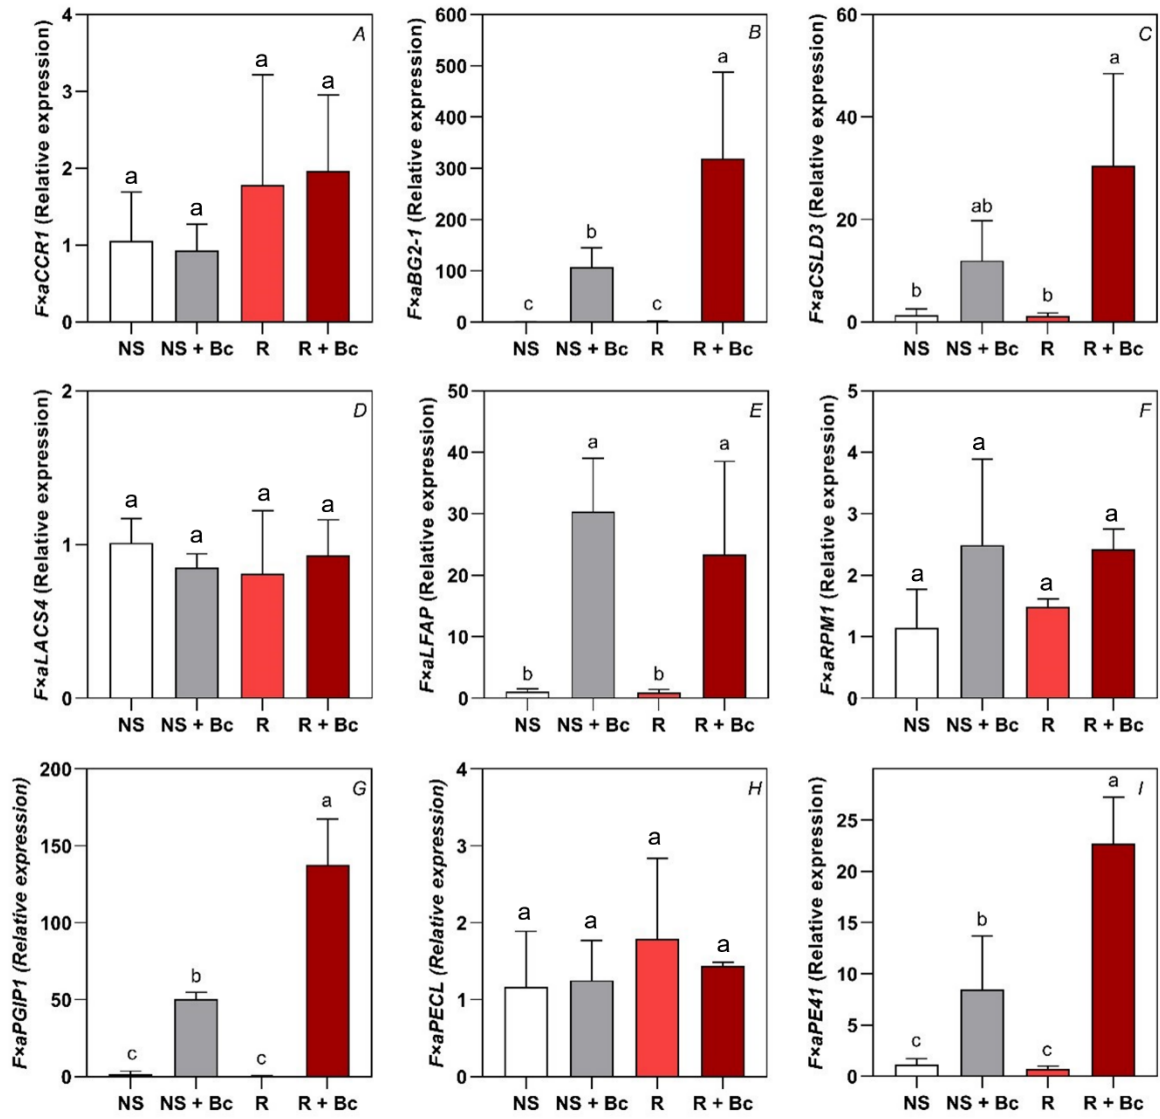 A
F×aCCR1 (Relative expression)
4
3
2
1
0
a
a
a
a
NS
NS + Bc
R
R + Bc
B
F×aBG2-1 (Relative expression)
600
500
400
300
200
100
0
c
b
c
a
NS
NS + Bc
R
R + Bc
C
F×aCSLD3 (Relative expression)
60
40
20
0
b
ab
b
a
NS
NS + Bc
R
R + Bc
D
F×aLACS4 (Relative expression)
2
1
0
a
a
a
a
NS
NS + Bc
R
R + Bc
E
F×aLFAP (Relative expression)
50
40
30
20
10
0
b
a
b
a
NS
NS + Bc
R
R + Bc
F
F×aRPM1 (Relative expression)
5
4
3
2
1
0
a
a
a
a
NS
NS + Bc
R
R + Bc
G
F×aPGIP1 (Relative expression)
200
150
100
50
0
c
b
c
a
NS
NS + Bc
R
R + Bc
H
F×aPECL (Relative expression)
4
3
2
1
0
a
a
a
a
NS
NS + Bc
R
R + Bc
I
F×aPE41 (Relative expression)
25
20
15
10
5
0
c
b
c
a
NS
NS + Bc
R
R + Bc